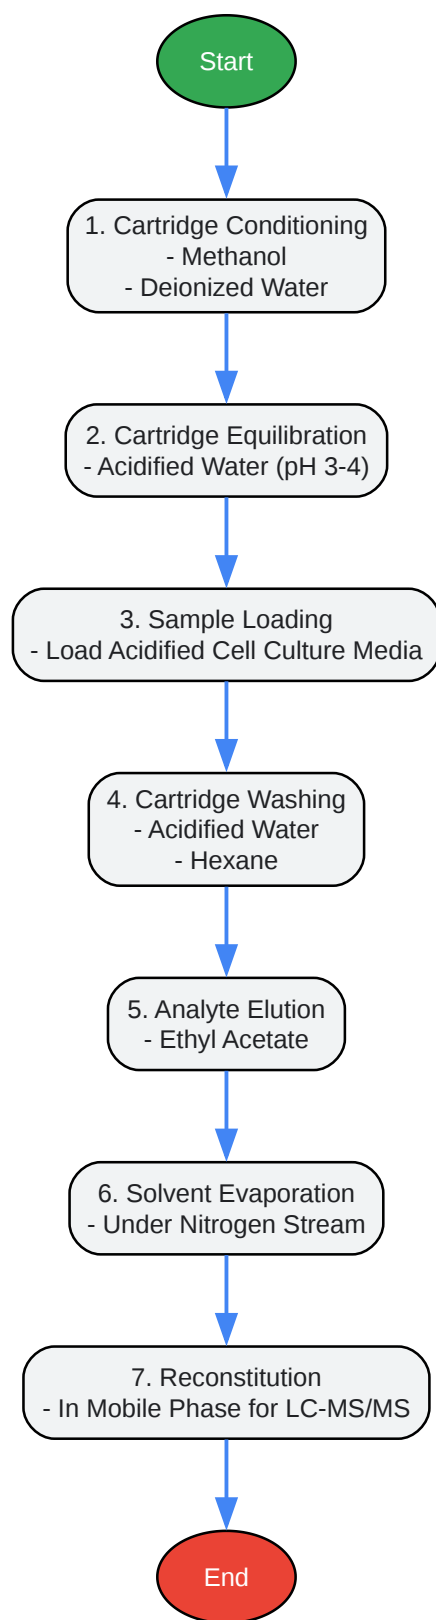 Start
1. Cartridge Conditioning
- Methanol
- Deionized Water
2. Cartridge Equilibration
- Acidified Water (pH 3-4)
3. Sample Loading
- Load Acidified Cell Culture Media
4. Cartridge Washing
- Acidified Water
- Hexane
5. Analyte Elution
- Ethyl Acetate
6. Solvent Evaporation
- Under Nitrogen Stream
7. Reconstitution
- In Mobile Phase for LC-MS/MS
End